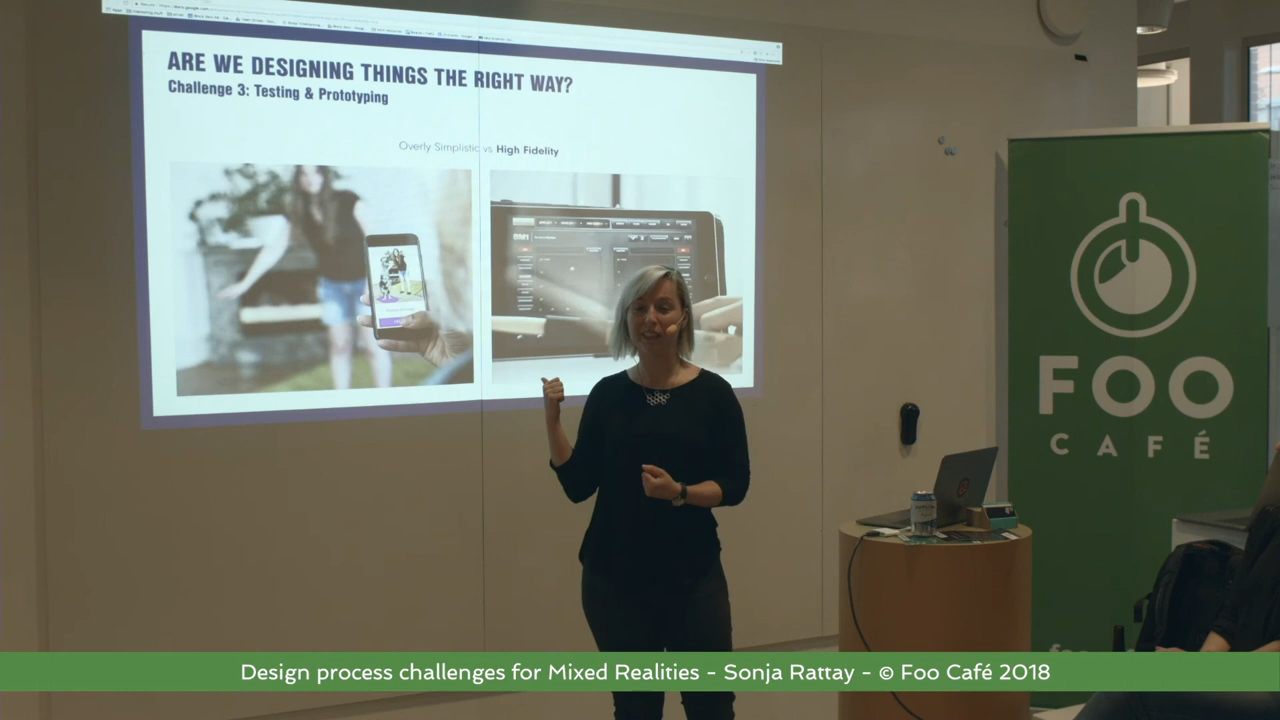 ARE WE DESIGNING THINGS THE RIGHT WAY?
Challenge 3: Testing & Prototyping
Overly Simplistic vs High Fidelity
FOO
CAFÉ
Design process challenges for Mixed Realities - Sonja Rattay - © Foo Café 2018